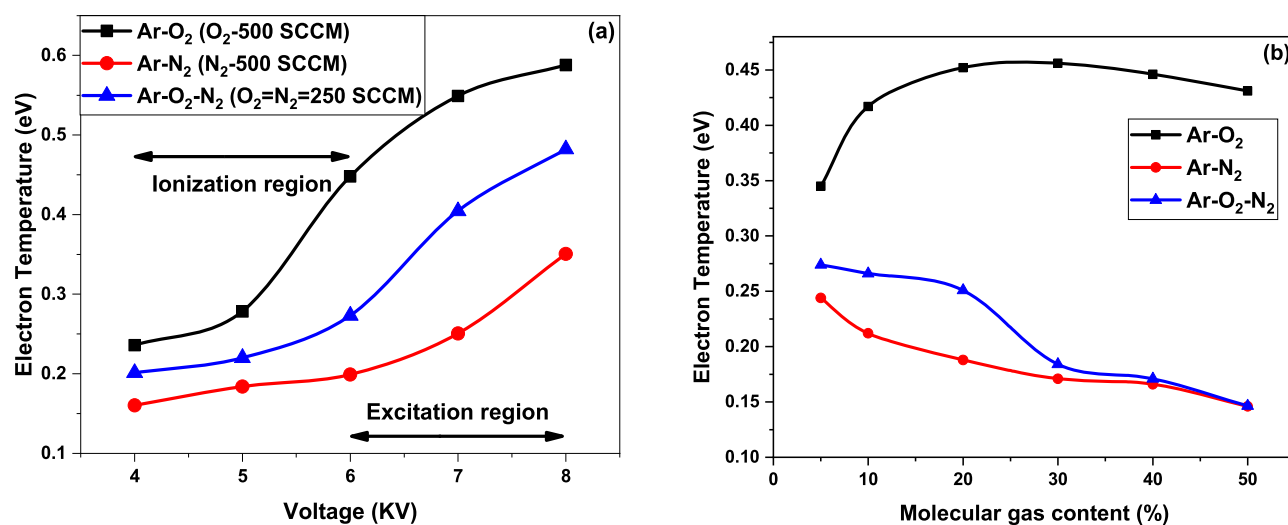 (a)
Ar-O₂ (O₂-500 SCCM)
Ar-N₂ (N₂-500 SCCM)
Ar-O₂-N₂ (O₂=N₂=250 SCCM)
Ionization region
Excitation region
Electron Temperature (eV)
0.6
0.5
0.4
0.3
0.2
0.1
4 5 6 7 8
Voltage (KV)
(b)
Ar-O₂
Ar-N₂
Ar-O₂-N₂
Electron Temperature (eV)
0.45
0.40
0.35
0.30
0.25
0.20
0.15
0.10
0 10 20 30 40 50
Molecular gas content (%)